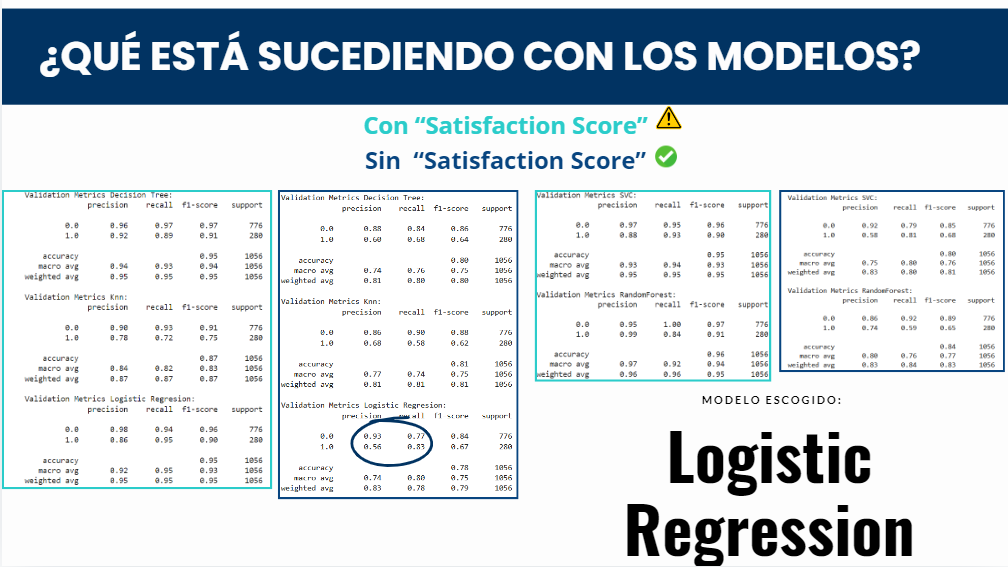 ¿QUÉ ESTÁ SUCEDIENDO CON LOS MODELOS?
Con “Satisfaction Score”
Sin “Satisfaction Score”
Validation Metrics Decision Tree:
precision recall f1-score support
0.0 0.96 0.97 0.97 776
1.0 0.92 0.89 0.91 280
accuracy 0.95 1056
macro avg 0.94 0.93 0.94 1056
weighted avg 0.95 0.95 0.95 1056
Validation Metrics Knn:
precision recall f1-score support
0.0 0.90 0.93 0.91 776
1.0 0.78 0.72 0.75 280
accuracy 0.87 1056
macro avg 0.84 0.82 0.83 1056
weighted avg 0.87 0.87 0.87 1056
Validation Metrics Logistic Regresion:
precision recall f1-score support
0.0 0.98 0.94 0.96 776
1.0 0.86 0.95 0.90 280
accuracy 0.95 1056
macro avg 0.92 0.95 0.93 1056
weighted avg 0.95 0.95 0.95 1056
Validation Metrics Decision Tree:
precision recall f1-score support
0.0 0.88 0.84 0.86 776
1.0 0.60 0.68 0.64 280
accuracy 0.80 1056
macro avg 0.74 0.76 0.75 1056
weighted avg 0.81 0.80 0.80 1056
Validation Metrics Knn:
precision recall f1-score support
0.0 0.86 0.90 0.88 776
1.0 0.68 0.58 0.62 280
accuracy 0.81 1056
macro avg 0.77 0.74 0.75 1056
weighted avg 0.81 0.81 0.81 1056
Validation Metrics Logistic Regresion:
precision recall f1-score support
0.0 0.93 0.77 0.84 776
1.0 0.56 0.83 0.67 280
accuracy 0.78 1056
macro avg 0.74 0.80 0.75 1056
weighted avg 0.83 0.78 0.79 1056
Validation Metrics SVC:
precision recall f1-score support
0.0 0.97 0.95 0.96 776
1.0 0.88 0.93 0.90 280
accuracy 0.95 1056
macro avg 0.93 0.94 0.93 1056
weighted avg 0.95 0.95 0.95 1056
Validation Metrics RandomForest:
precision recall f1-score support
0.0 0.95 1.00 0.97 776
1.0 0.99 0.84 0.91 280
accuracy 0.96 1056
macro avg 0.97 0.92 0.94 1056
weighted avg 0.96 0.96 0.95 1056
Validation Metrics SVC:
precision recall f1-score support
0.0 0.92 0.79 0.85 776
1.0 0.58 0.81 0.68 280
accuracy 0.80 1056
macro avg 0.75 0.80 0.76 1056
weighted avg 0.83 0.80 0.81 1056
Validation Metrics RandomForest:
precision recall f1-score support
0.0 0.86 0.92 0.89 776
1.0 0.74 0.59 0.65 280
accuracy 0.84 1056
macro avg 0.80 0.76 0.77 1056
weighted avg 0.83 0.84 0.83 1056
MODELO ESCOGIDO:
Logistic
Regression